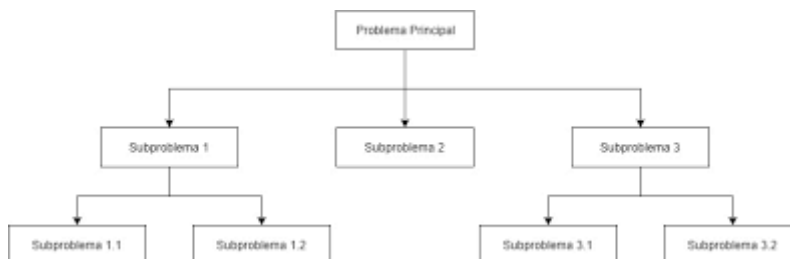 Problema Principal
Subproblema 1
Subproblema 2
Subproblema 3
Subproblema 1.1
Subproblema 1.2
Subproblema 3.1
Subproblema 3.2